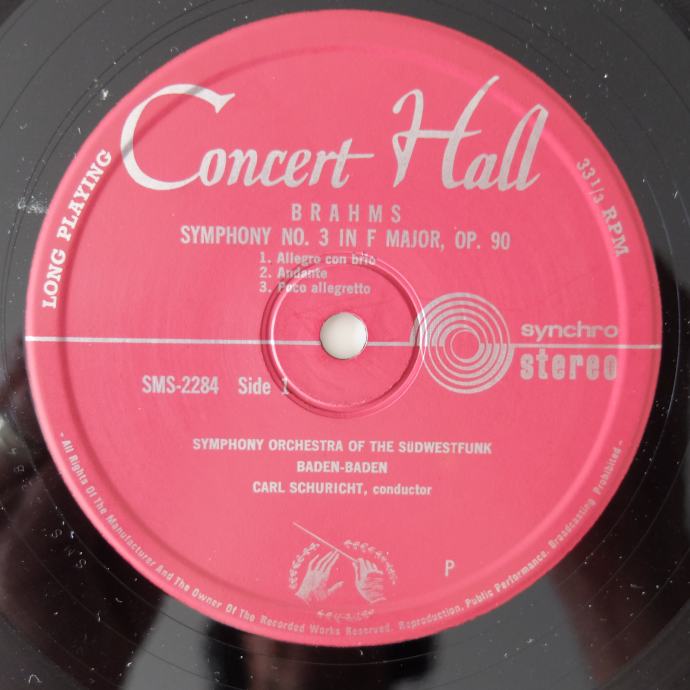 Concert Hall
LONG PLAYING
33 1/3 RPM
BRAHMS
SYMPHONY NO. 3 IN F MAJOR, OP. 90
1. Allegro con brio
2. Andante
3. Poco allegretto
synchro
stereo
SMS-2284 Side 1
SYMPHONY ORCHESTRA OF THE SüDWESTFUNK
BADEN-BADEN
CARL SCHURICHT, conductor
P
- All Rights Of The Manufacturer And The Owner Of The Recorded Works Reserved. Reproduction, Public Performance, Broadcasting Prohibited -